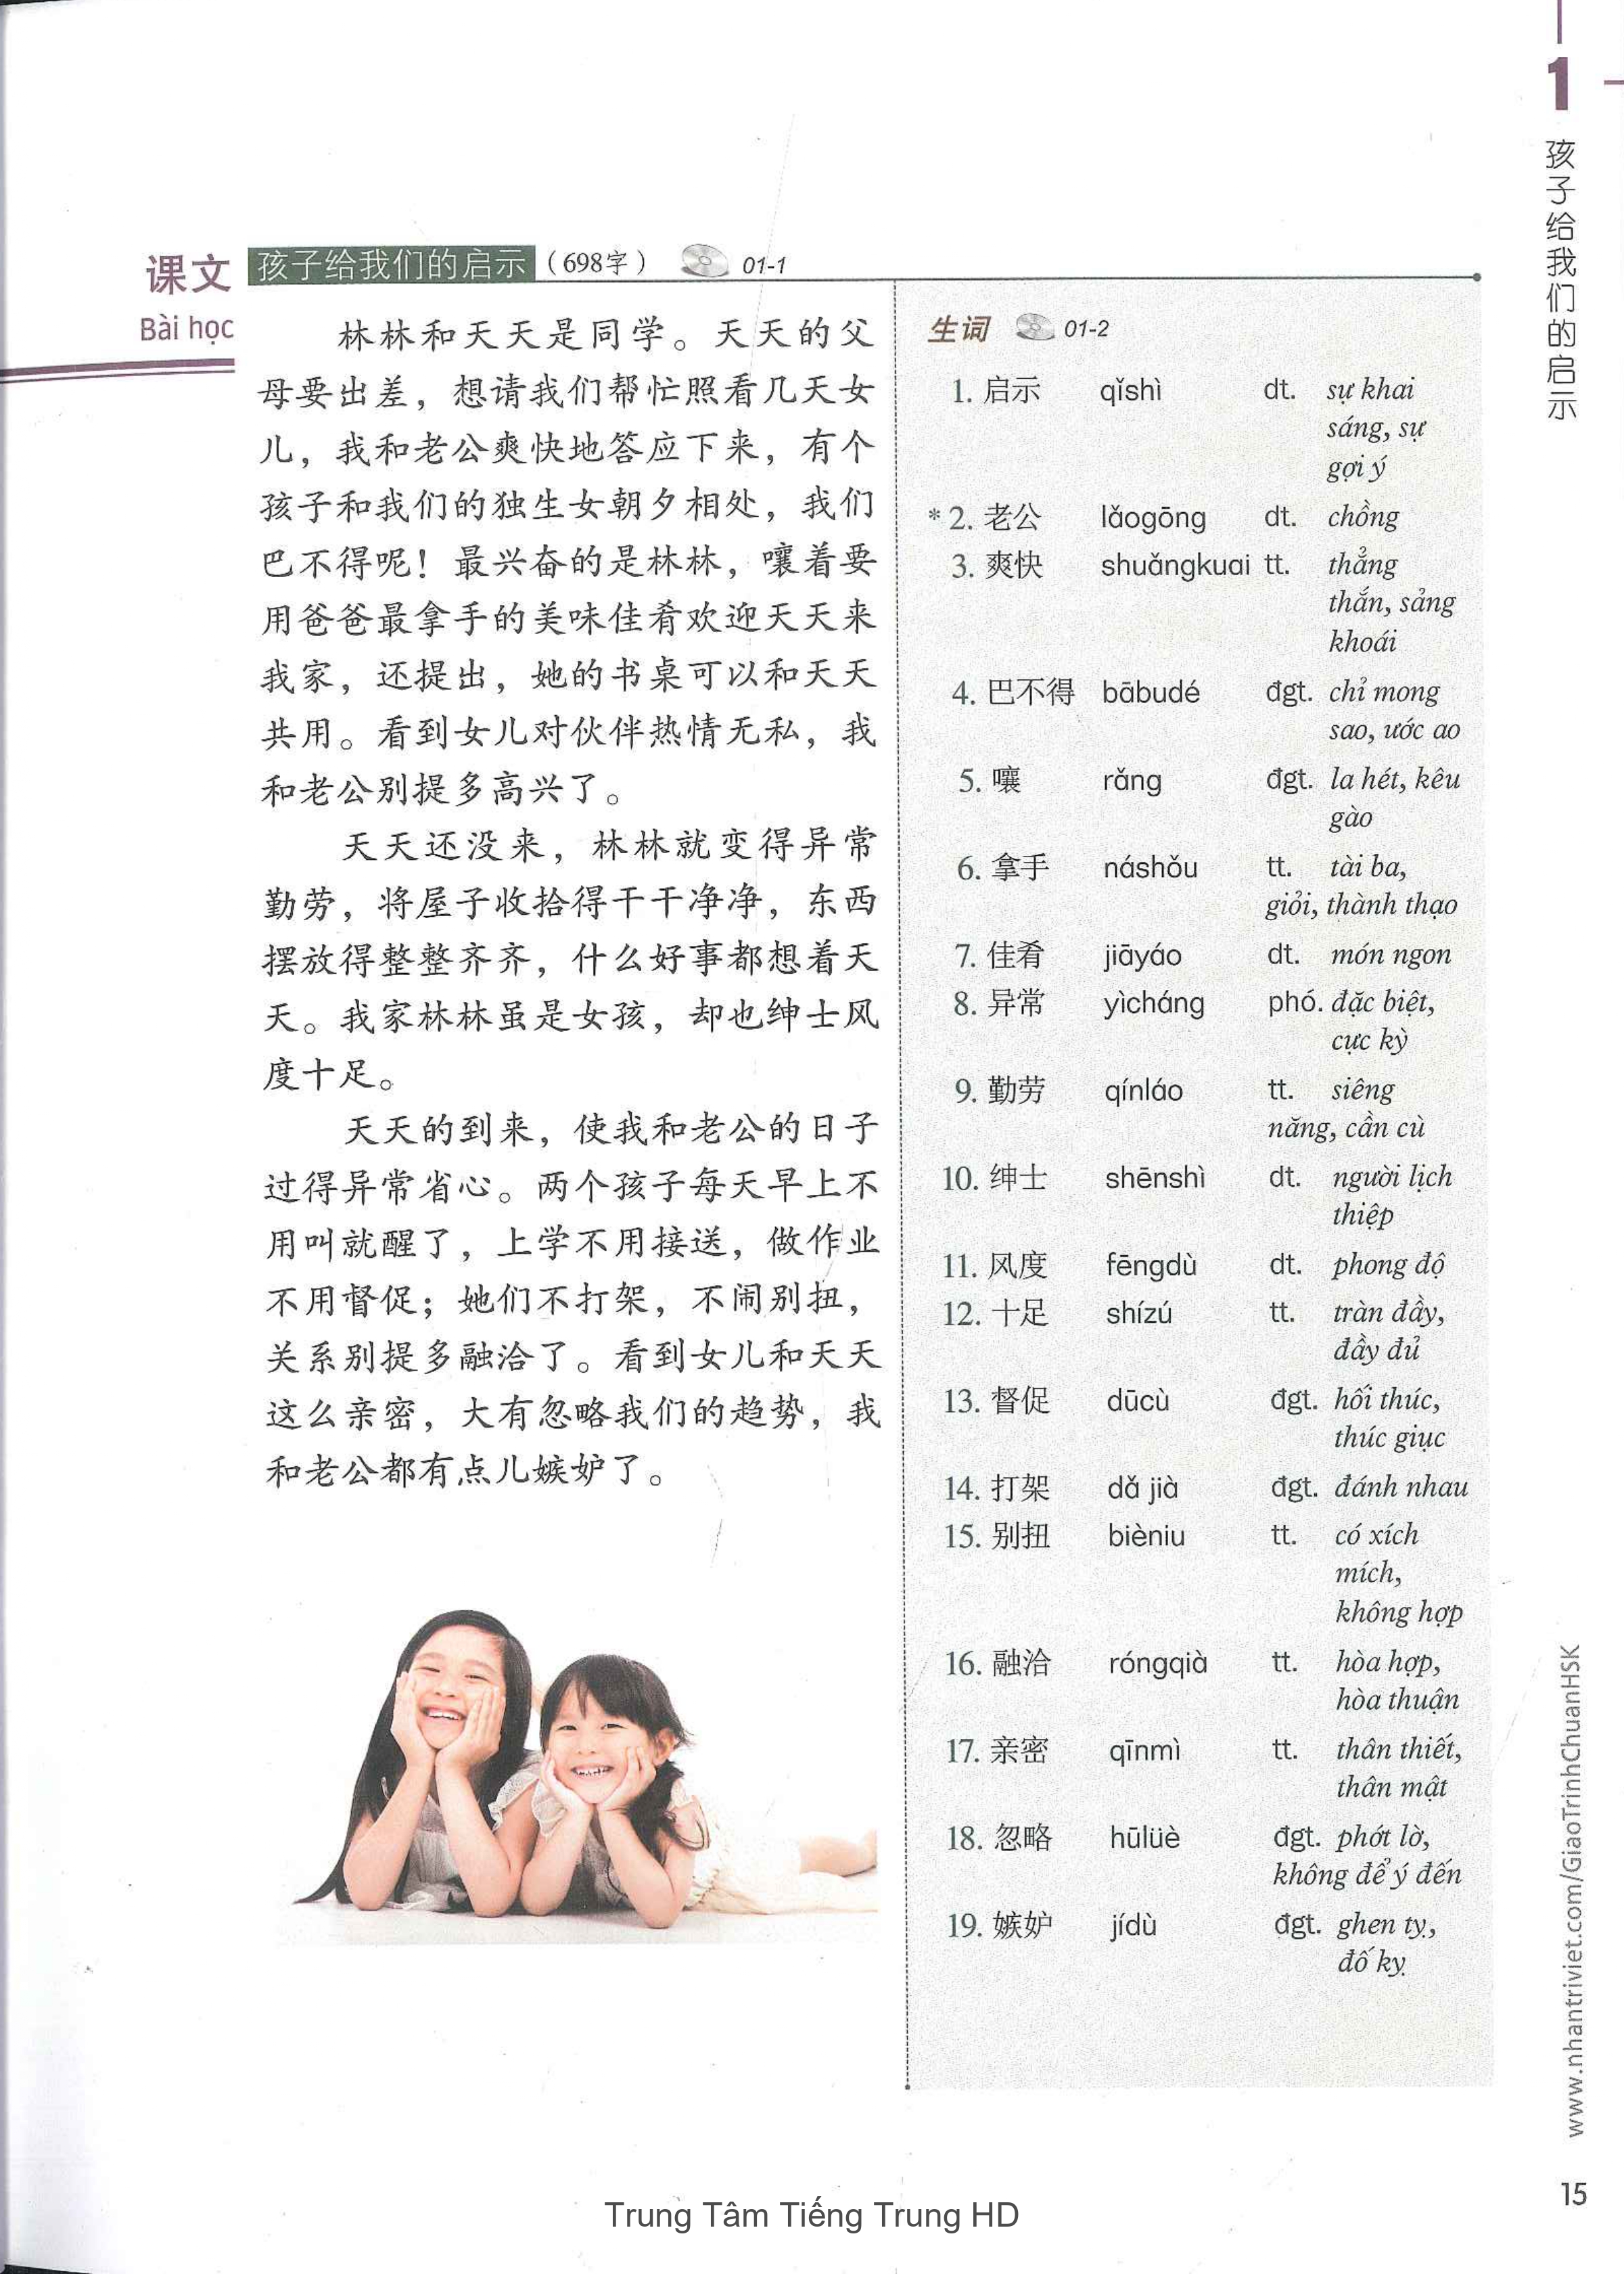 1
孩子给我们的启示
课文
Bài học
孩子给我们的启示（698字） 01-1
林林和天天是同学。天天的父
母要出差，想请我们帮忙照看几天女
儿，我和老公爽快地答应下来，有个
孩子和我们的独生女朝夕相处，我们
巴不得呢！最兴奋的是林林，嚷着要
用爸爸最拿手的美味佳肴欢迎天天来
我家，还提出，她的书桌可以和天天
共用。看到女儿对伙伴热情无私，我
和老公别提多高兴了。
天天还没来，林林就变得异常
勤劳，将屋子收拾得干干净净，东西
摆放得整整齐齐，什么好事都想着天
天。我家林林虽是女孩，却也绅士风
度十足。
天天的到来，使我和老公的日子
过得异常省心。两个孩子每天早上不
用叫就醒了，上学不用接送，做作业
不用督促；她们不打架，不闹别扭，
关系别提多融洽了。看到女儿和天天
这么亲密，大有忽略我们的趋势，我
和老公都有点儿嫉妒了。
生词 01-2
1. 启示 qǐshì dt. sự khai
sáng, sự
gợi ý
*2. 老公 lǎogōng dt. chồng
3. 爽快 shuǎngkuai tt. thẳng
thắn, sảng
khoái
4. 巴不得 bābudé đgt. chỉ mong
sao, ước ao
5. 嚷 rǎng đgt. la hét, kêu
gào
6. 拿手 náshǒu tt. tài ba,
giỏi, thành thạo
7. 佳肴 jiāyáo dt. món ngon
8. 异常 yìcháng phó. đặc biệt,
cực kỳ
9. 勤劳 qínláo tt. siêng
năng, cần cù
10. 绅士 shēnshì dt. người lịch
thiệp
11. 风度 fēngdù dt. phong độ
12. 十足 shízú tt. tràn đầy,
đầy đủ
13. 督促 dūcù đgt. hối thúc,
thúc giục
14. 打架 dǎ jià đgt. đánh nhau
15. 别扭 bièniu tt. có xích
mích,
không hợp
16. 融洽 róngqià tt. hòa hợp,
hòa thuận
17. 亲密 qīnmì tt. thân thiết,
thân mật
18. 忽略 hūlüè đgt. phớt lờ,
không để ý đến
19. 嫉妒 jídù đgt. ghen tỵ,
đố kỵ
www.nhantriviet.com/GiaoTrinhChuanHSK
15
Trung Tâm Tiếng Trung HD